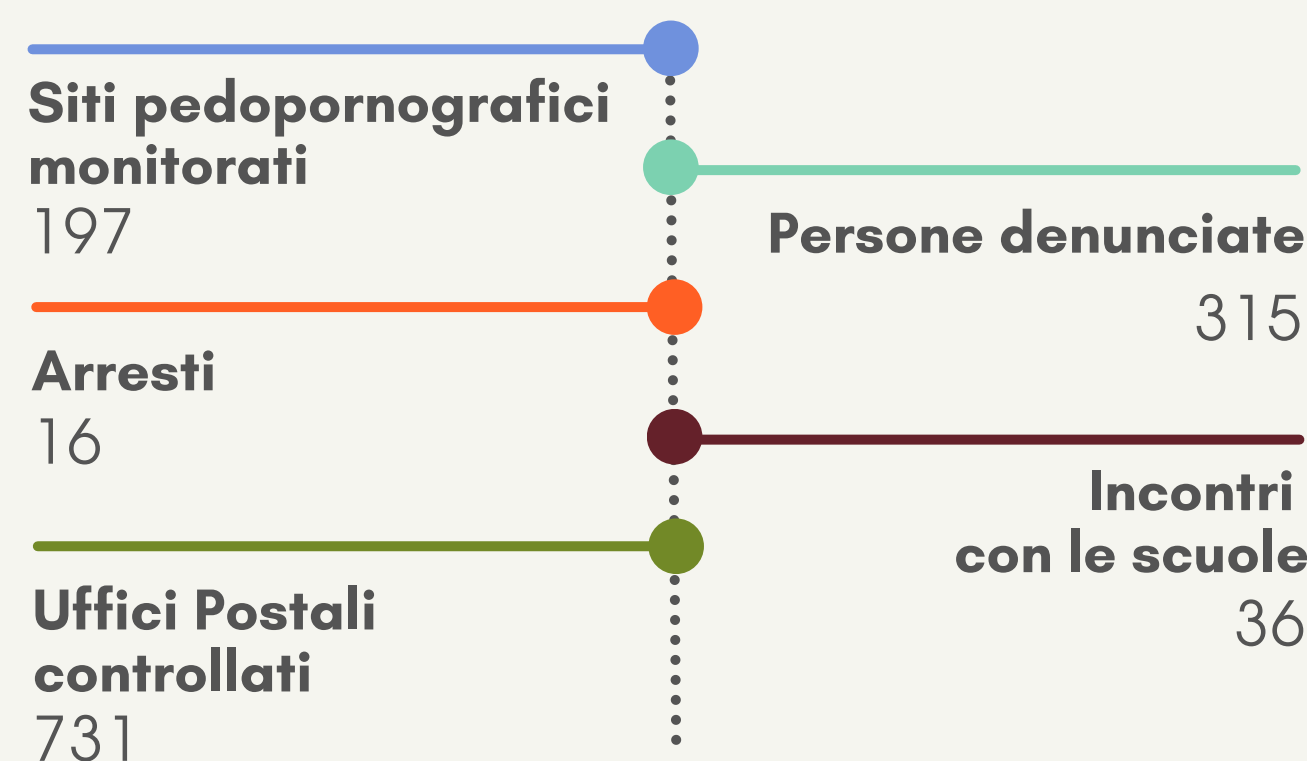 Siti pedopornografici
monitorati
197
Persone denunciate
315
Arresti
16
Incontri
con le scuole
36
Uffici Postali
controllati
731